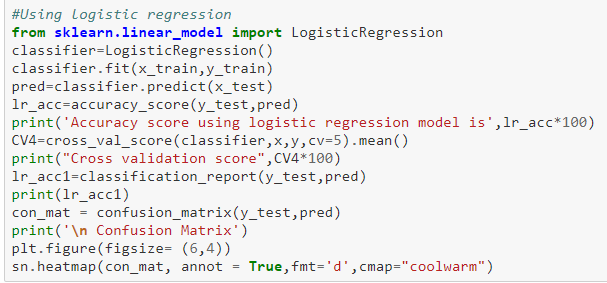 #Using Logistic regression
from sklearn.linear_model import LogisticRegression
classifier=LogisticRegression()
classifier.fit(x_train,y_train)
pred=classifier.predict(x_test)
lr_acc=accuracy_score(y_test,pred)
print('Accuracy score using logistic regression model is',lr_acc*100)
CV4=cross_val_score(classifier,x,y,cv=5).mean()
print("Cross validation score",CV4*100)
lr_acc1=classification_report(y_test,pred)
print(lr_acc1)
con_mat = confusion_matrix(y_test,pred)
print('\n Confusion Matrix')
plt.figure(figsize= (6,4))
sn.heatmap(con_mat, annot = True,fmt='d',cmap="coolwarm")